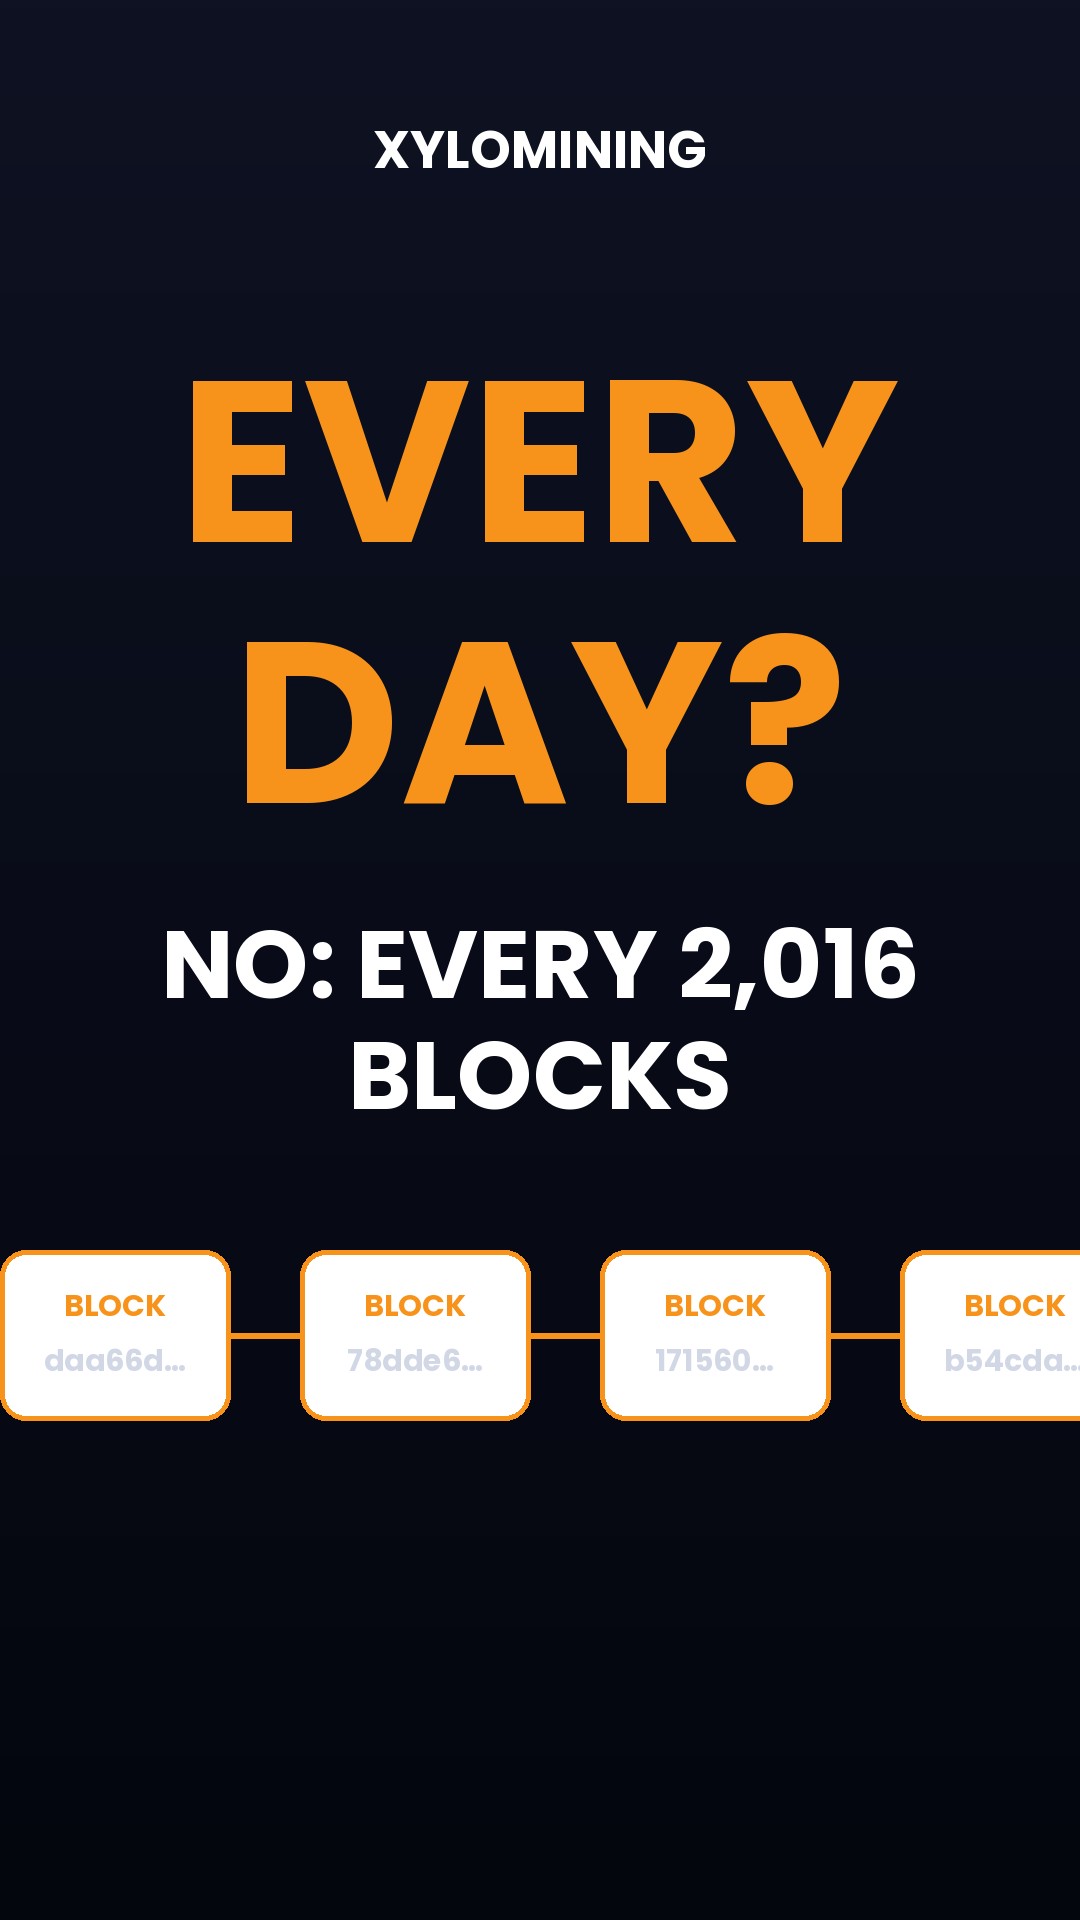 XYLOMINING
EVERY
DAY?
NO: EVERY 2,016
BLOCKS
BLOCK BLOCK BLOCK BLOCK
daa66d... 78dde6... 171560... b54cda...